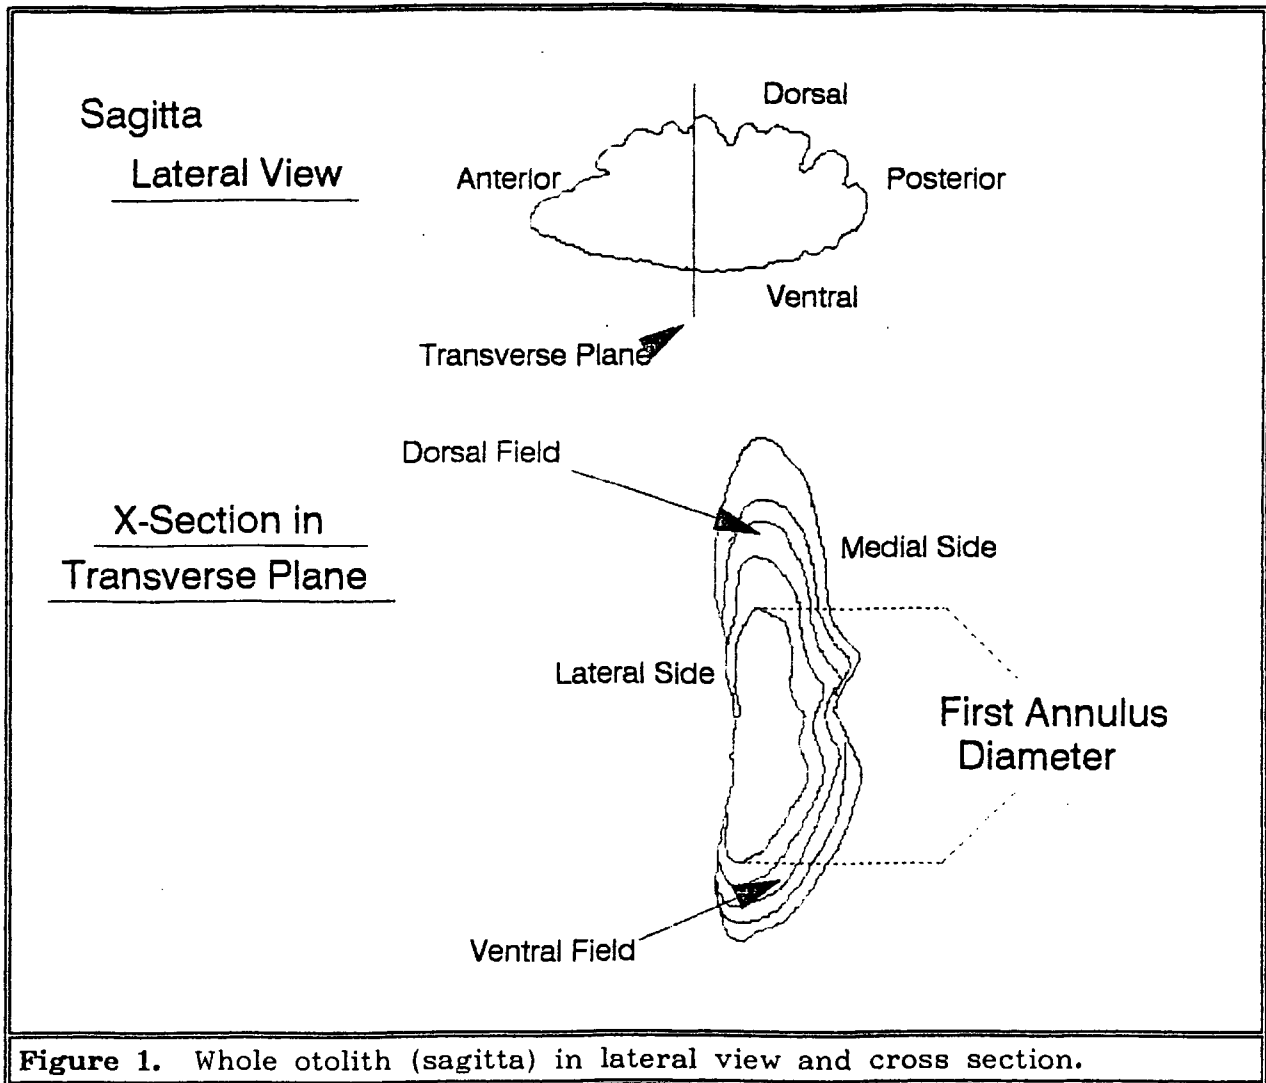 Sagitta
Lateral View
Dorsal
Anterior
Posterior
Ventral
Transverse Plane
Dorsal Field
X-Section in
Transverse Plane
Medial Side
Lateral Side
First Annulus
Diameter
Ventral Field
Figure 1. Whole otolith (sagitta) in lateral view and cross section.